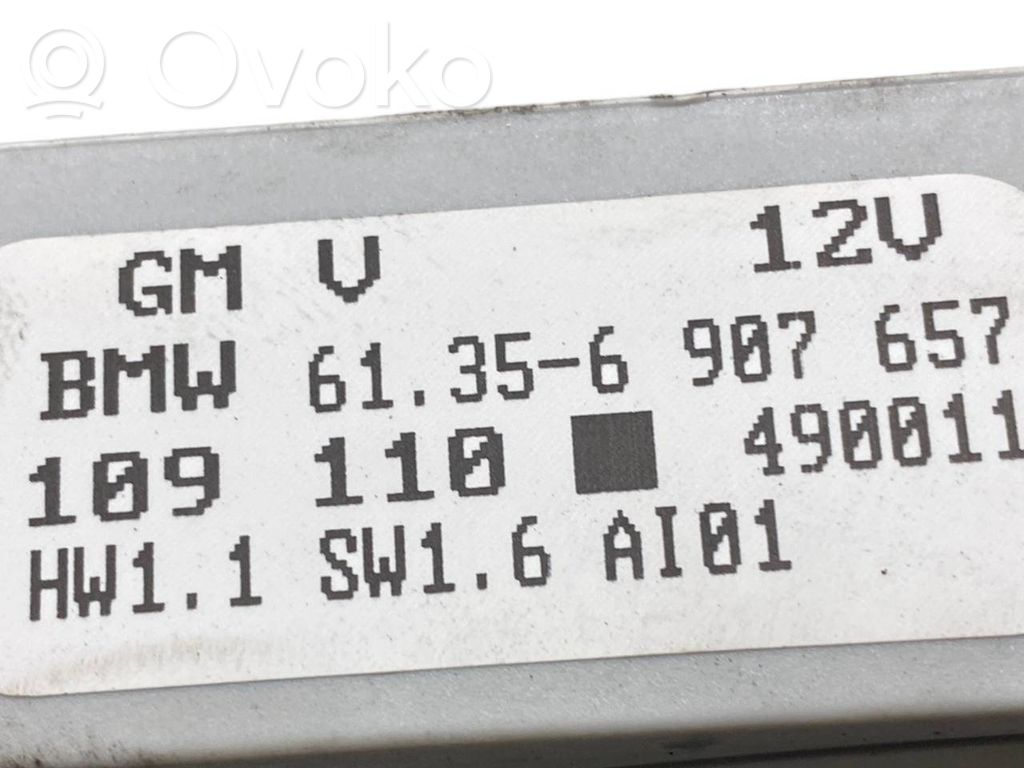 Ovoko
GM V 12V
BMW 61.35-6 907 657
109 110 490011
HW1.1 SW1.6 AI01